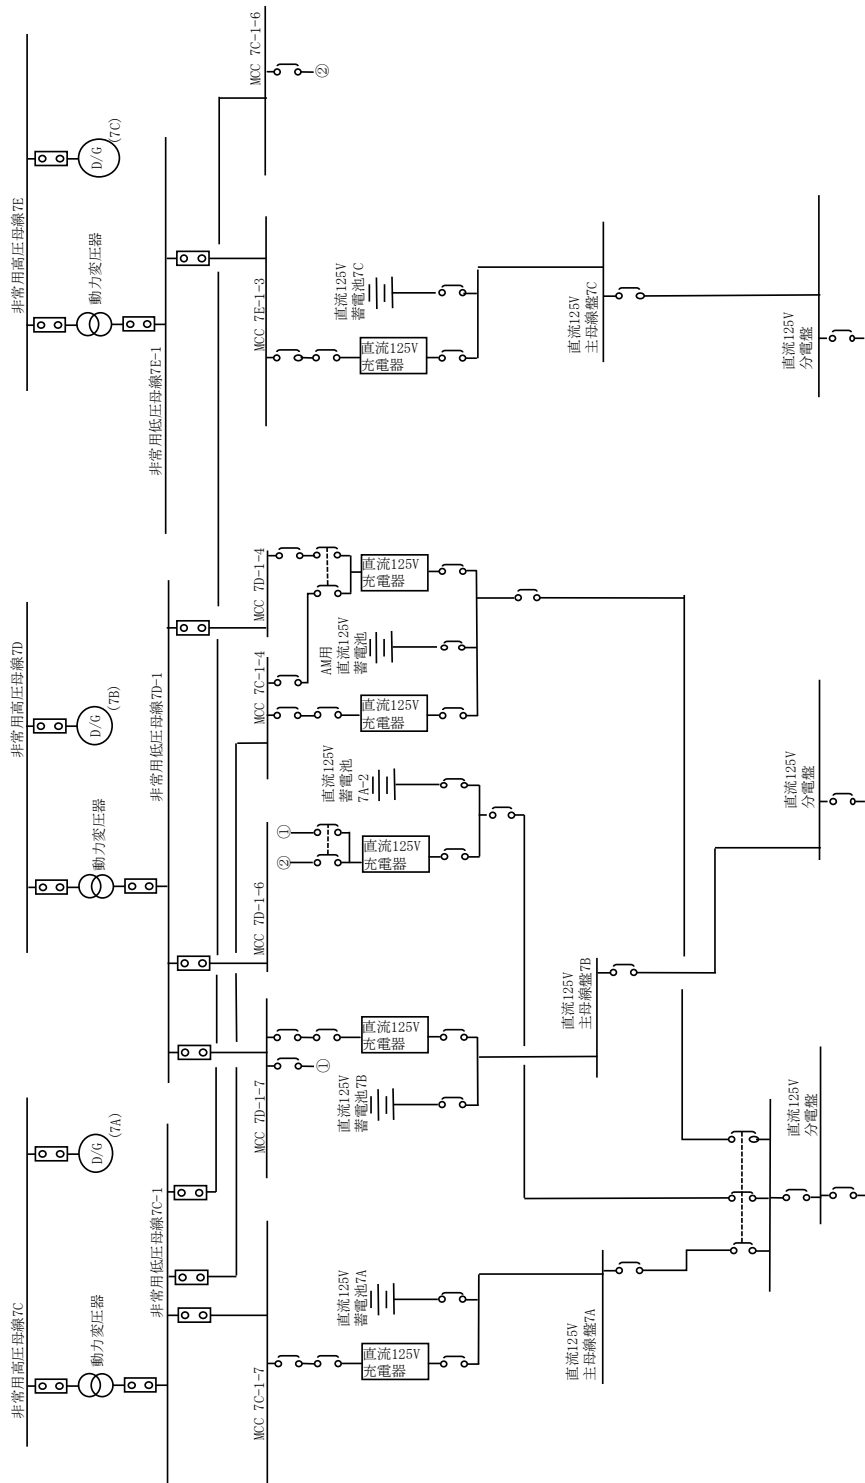 非常用高圧母線7C
D/G
(7A)
動力変圧器
非常用低圧母線7C-1
MCC 7C-1-7
直流125V
充電器
直流125V
蓄電池7A
直流125V
主母線盤7A
直流125V
分電盤
MCC 7D-1-7
①
直流125V
充電器
直流125V
蓄電池7B
直流125V
主母線盤7B
直流125V
分電盤
非常用高圧母線7D
D/G
(7B)
動力変圧器
非常用低圧母線7D-1
MCC 7D-1-6
②
①
直流125V
充電器
直流125V
蓄電池
7A-2
MCC 7C-1-4
直流125V
充電器
AM用
直流125V
蓄電池
MCC 7D-1-4
直流125V
充電器
非常用高圧母線7E
D/G
(7C)
動力変圧器
非常用低圧母線7E-1
MCC 7E-1-3
直流125V
充電器
直流125V
蓄電池7C
直流125V
主母線盤7C
直流125V
分電盤
MCC 7C-1-6
②